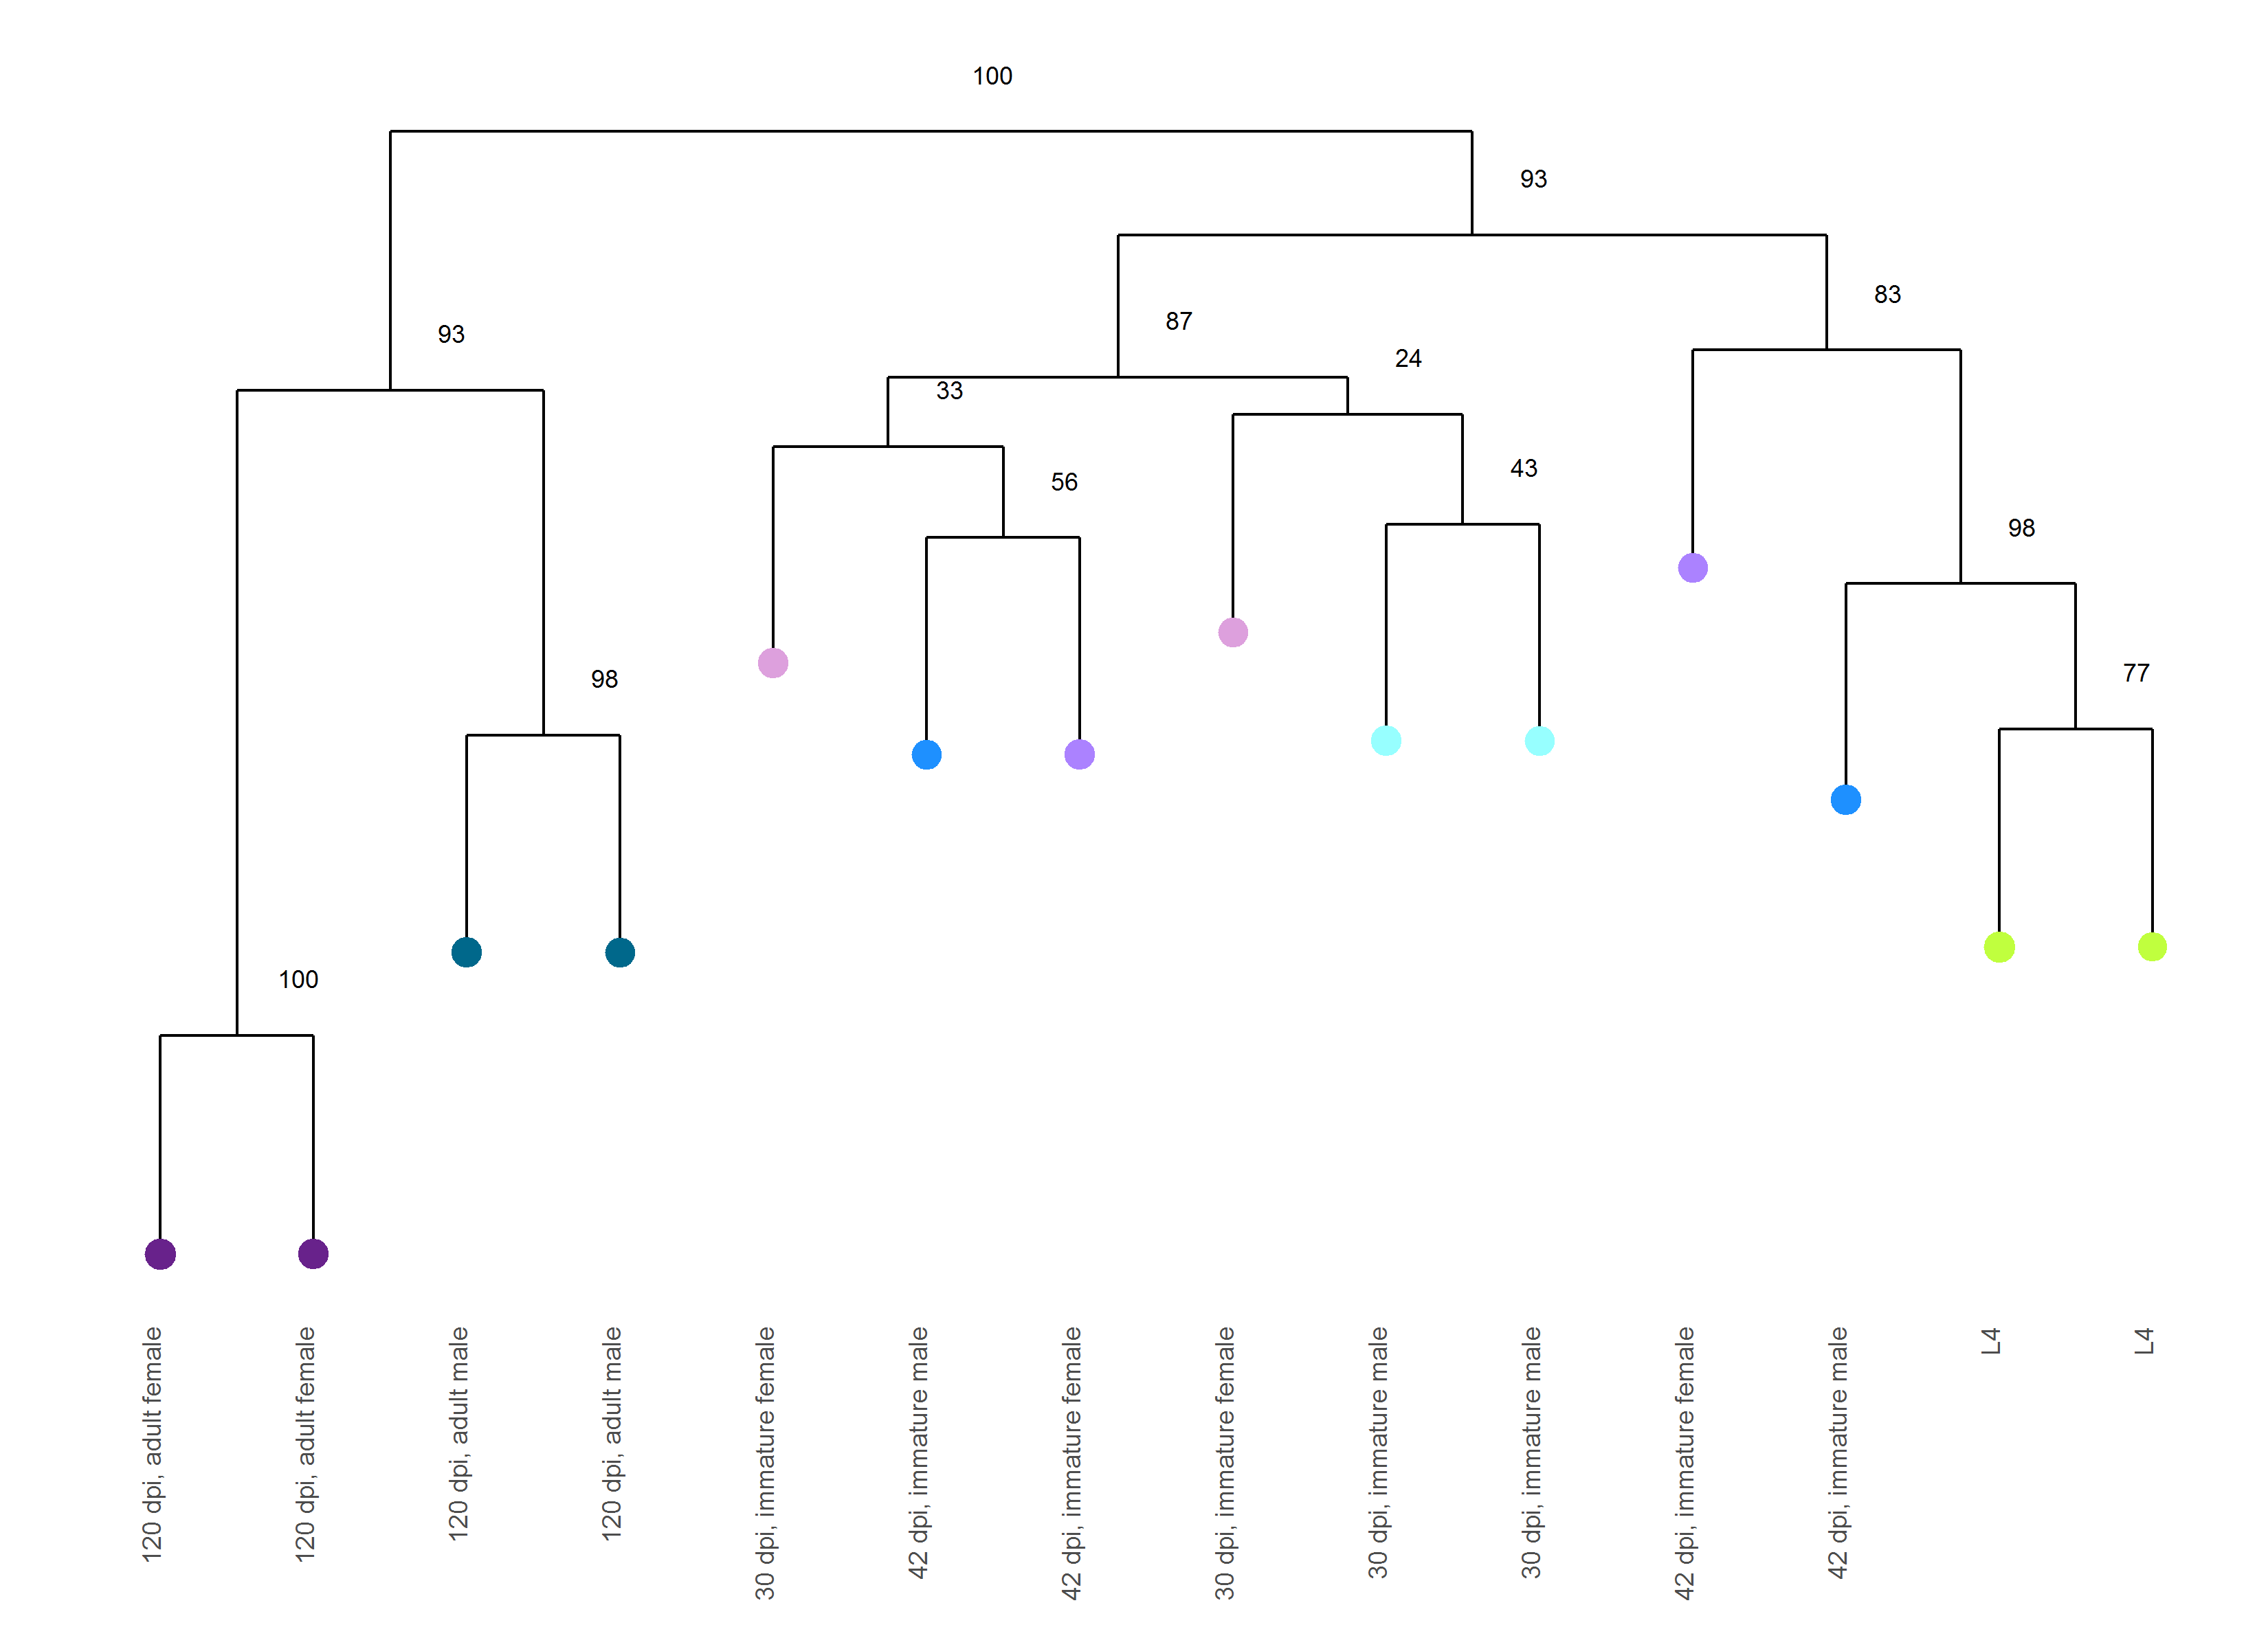 100
93
83
87
93
24
33
43
56
98
77
98
100
120 dpi, adult female
120 dpi, adult female
120 dpi, adult male
120 dpi, adult male
30 dpi, immature female
42 dpi, immature male
42 dpi, immature female
30 dpi, immature female
30 dpi, immature male
30 dpi, immature male
42 dpi, immature female
42 dpi, immature male
L4
L4